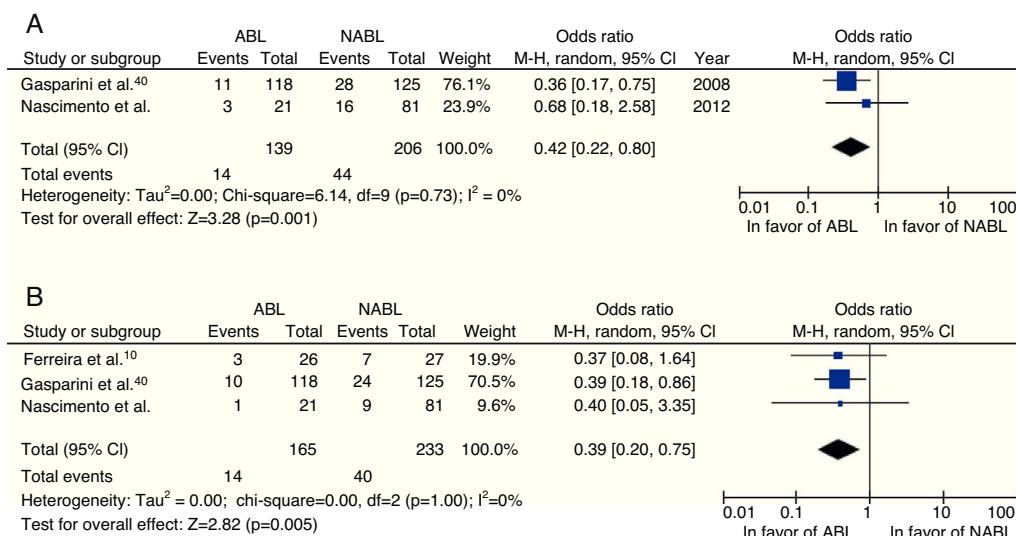 A
ABL NABL Odds ratio Odds ratio
Study or subgroup Events Total Events Total Weight M-H, random, 95% CI Year M-H, random, 95% CI
Gasparini et al.40 11 118 28 125 76.1% 0.36 [0.17, 0.75] 2008
Nascimento et al. 3 21 16 81 23.9% 0.68 [0.18, 2.58] 2012
Total (95% CI) 139 206 100.0% 0.42 [0.22, 0.80]
Total events 14 44
Heterogeneity: Tau2=0.00; Chi-square=6.14, df=9 (p=0.73); I2 = 0%
Test for overall effect: Z=3.28 (p=0.001)
0.01 0.1 1 10 100
In favor of ABL In favor of NABL
B
ABL NABL Odds ratio Odds ratio
Study or subgroup Events Total Events Total Weight M-H, random, 95% CI M-H, random, 95% CI
Ferreira et al.10 3 26 7 27 19.9% 0.37 [0.08, 1.64]
Gasparini et al.40 10 118 24 125 70.5% 0.39 [0.18, 0.86]
Nascimento et al. 1 21 9 81 9.6% 0.40 [0.05, 3.35]
Total (95% CI) 165 233 100.0% 0.39 [0.20, 0.75]
Total events 14 40
Heterogeneity: Tau2 = 0.00; chi-square=0.00, df=2 (p=1.00); I2=0%
Test for overall effect: Z=2.82 (p=0.005)
0.01 0.1 1 10 100
In favor of ABL In favor of NABL